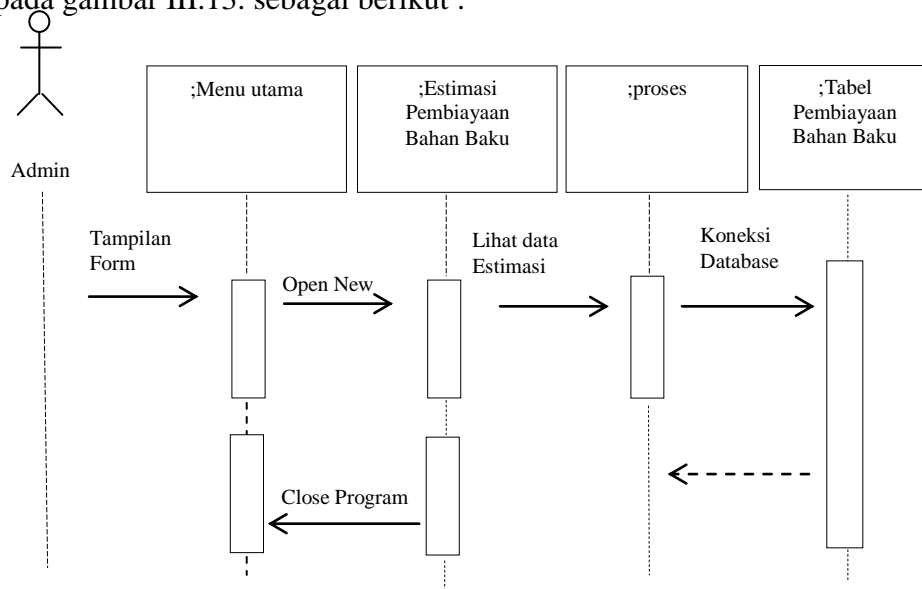 pada gambar III.15. sebagai berikut :
;Menu utama
;Estimasi
Pembiayaan
Bahan Baku
;proses
;Tabel
Pembiayaan
Bahan Baku
Admin
Tampilan
Form
Open New
Lihat data
Estimasi
Koneksi
Database
Close Program